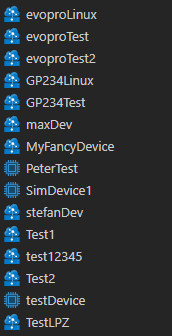 evoproLinux
evoproTest
evoproTest2
GP234Linux
GP234Test
maxDev
MyFancyDevice
PeterTest
SimDevice1
stefanDev
Test1
test12345
Test2
testDevice
TestLPZ